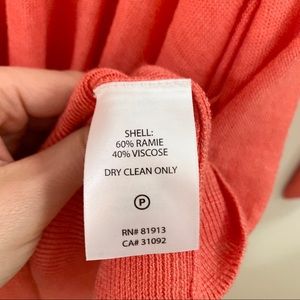 SHELL:
60% RAMIE
40% VISCOSE
DRY CLEAN ONLY
P
RN# 81913
CA# 31092